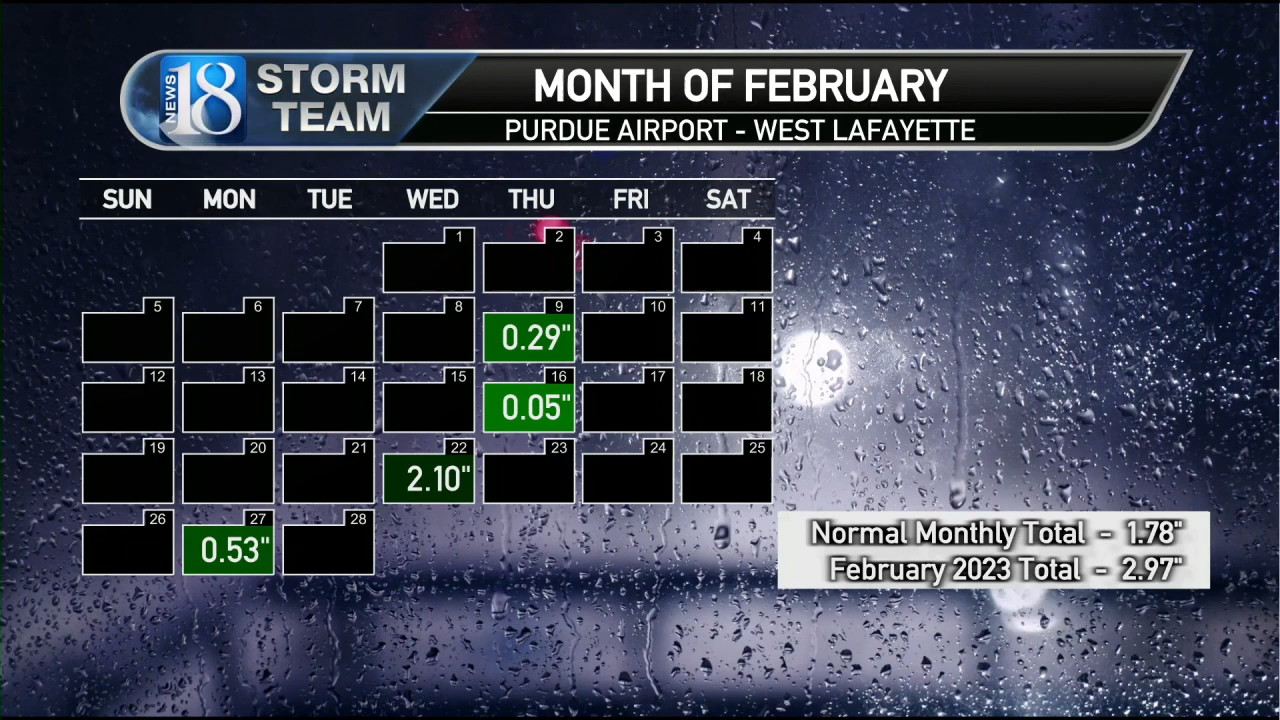 NEWS 18 STORM TEAM
MONTH OF FEBRUARY
PURDUE AIRPORT - WEST LAFAYETTE
SUN MON TUE WED THU FRI SAT
1 2 3 4
5 6 7 8 9 10 11
0.29"
12 13 14 15 16 17 18
0.05"
19 20 21 22 23 24 25
2.10"
26 27 28
0.53"
Normal Monthly Total - 1.78"
February 2023 Total - 2.97"